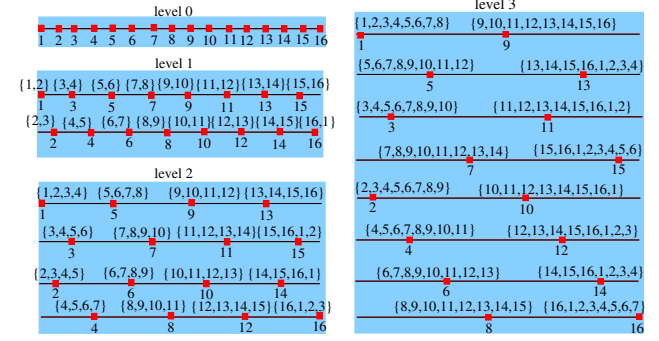 level 0
1 2 3 4 5 6 7 8 9 10 11 12 13 14 15 16
level 1
{1,2} {3,4} {5,6} {7,8} {9,10} {11,12} {13,14} {15,16}
1 3 5 7 9 11 13 15
{2,3} {4,5} {6,7} {8,9} {10,11} {12,13} {14,15} {16,1}
2 4 6 8 10 12 14 16
level 2
{1,2,3,4} {5,6,7,8} {9,10,11,12} {13,14,15,16}
1 5 9 13
{3,4,5,6} {7,8,9,10} {11,12,13,14} {15,16,1,2}
3 7 11 15
{2,3,4,5} {6,7,8,9} {10,11,12,13} {14,15,16,1}
2 6 10 14
{4,5,6,7} {8,9,10,11} {12,13,14,15} {16,1,2,3}
4 8 12 16
level 3
{1,2,3,4,5,6,7,8} {9,10,11,12,13,14,15,16}
1 9
{5,6,7,8,9,10,11,12} {13,14,15,16,1,2,3,4}
5 13
{3,4,5,6,7,8,9,10} {11,12,13,14,15,16,1,2}
3 11
{7,8,9,10,11,12,13,14} {15,16,1,2,3,4,5,6}
7 15
{2,3,4,5,6,7,8,9} {10,11,12,13,14,15,16,1}
2 10
{4,5,6,7,8,9,10,11} {12,13,14,15,16,1,2,3}
4 12
{6,7,8,9,10,11,12,13} {14,15,16,1,2,3,4}
6 14
{8,9,10,11,12,13,14,15} {16,1,2,3,4,5,6,7}
8 16